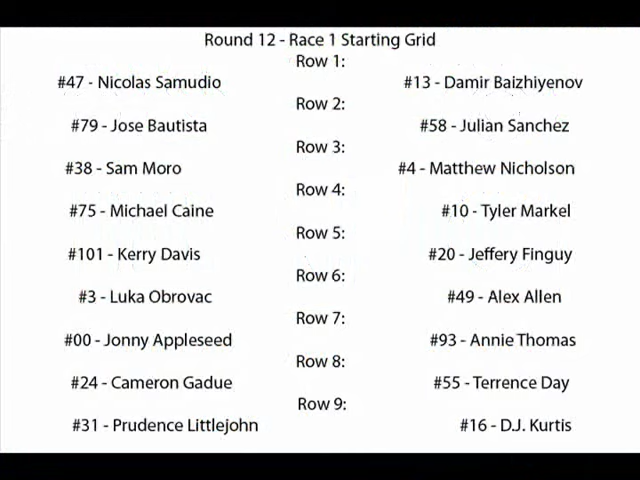 Round 12 - Race 1 Starting Grid
Row 1:
#47 - Nicolas Samudio #13 - Damir Baizhiyenov
Row 2:
#79 - Jose Bautista #58 - Julian Sanchez
Row 3:
#38 - Sam Moro #4 - Matthew Nicholson
Row 4:
#75 - Michael Caine #10 - Tyler Markel
Row 5:
#101 - Kerry Davis #20 - Jeffery Finguy
Row 6:
#3 - Luka Obrovac #49 - Alex Allen
Row 7:
#00 - Jonny Appleseed #93 - Annie Thomas
Row 8:
#24 - Cameron Gadue #55 - Terrence Day
Row 9:
#31 - Prudence Littlejohn #16 - D.J. Kurtis